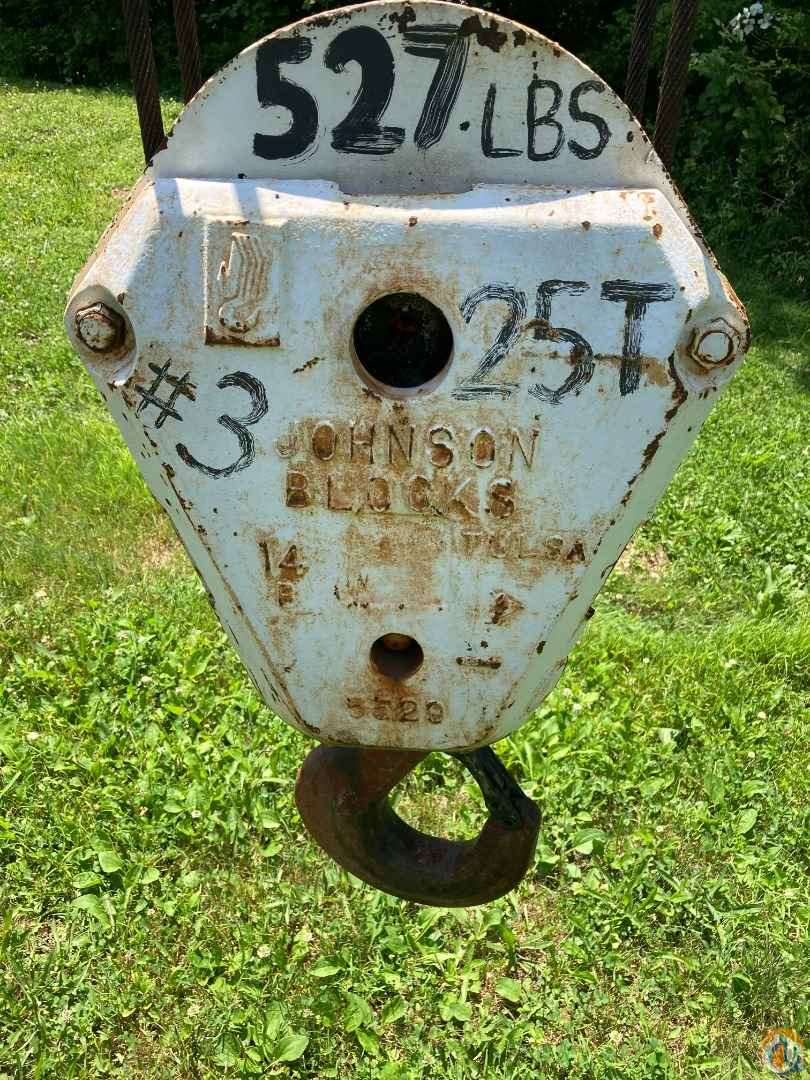 527. LBS
25T
#3
JOHNSON
BLOCKS
TULSA
14
5529